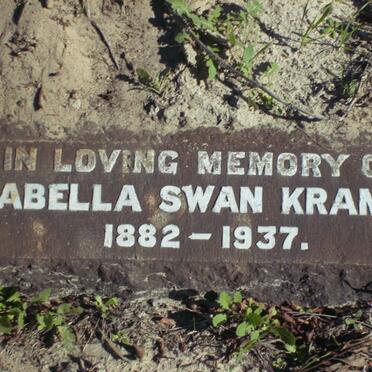 IN LOVING MEMORY O
ABELLA SWAN KRAM
1882 – 1937.